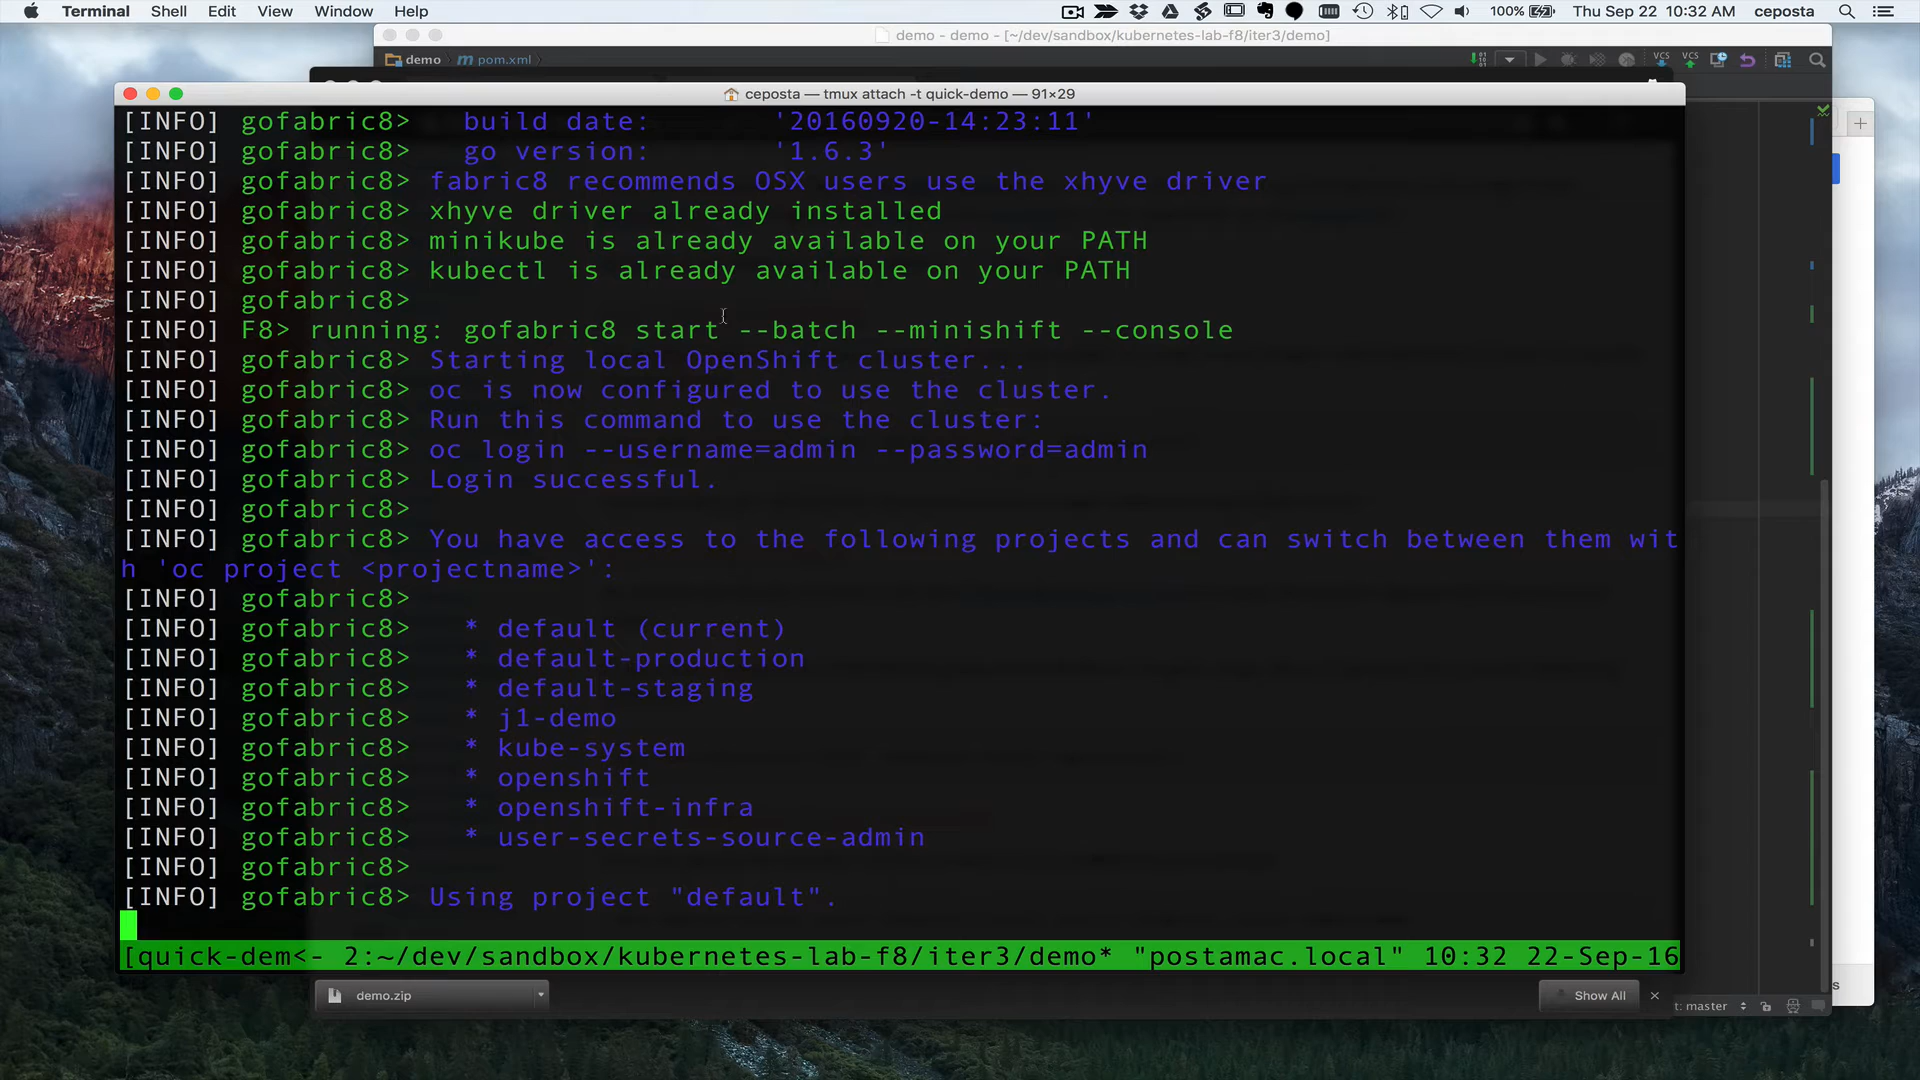 Terminal Shell Edit View Window Help 100% Thu Sep 22 10:32 AM ceposta
demo - demo - [~/dev/sandbox/kubernetes-lab-f8/iter3/demo]
demo pom.xml VCS VCS
ceposta — tmux attach -t quick-demo — 91×29
[INFO] gofabric8>   build date:       '20160920-14:23:11'
[INFO] gofabric8>   go version:       '1.6.3'
[INFO] gofabric8> fabric8 recommends OSX users use the xhyve driver
[INFO] gofabric8> xhyve driver already installed
[INFO] gofabric8> minikube is already available on your PATH
[INFO] gofabric8> kubectl is already available on your PATH
[INFO] gofabric8>
[INFO] F8> running: gofabric8 start --batch --minishift --console
[INFO] gofabric8> Starting local OpenShift cluster...
[INFO] gofabric8> oc is now configured to use the cluster.
[INFO] gofabric8> Run this command to use the cluster:
[INFO] gofabric8> oc login --username=admin --password=admin
[INFO] gofabric8> Login successful.
[INFO] gofabric8>
[INFO] gofabric8> You have access to the following projects and can switch between them wit
h 'oc project <projectname>':
[INFO] gofabric8>
[INFO] gofabric8>   * default (current)
[INFO] gofabric8>   * default-production
[INFO] gofabric8>   * default-staging
[INFO] gofabric8>   * j1-demo
[INFO] gofabric8>   * kube-system
[INFO] gofabric8>   * openshift
[INFO] gofabric8>   * openshift-infra
[INFO] gofabric8>   * user-secrets-source-admin
[INFO] gofabric8>
[INFO] gofabric8> Using project "default".
[quick-dem<- 2:~/dev/sandbox/kubernetes-lab-f8/iter3/demo* "postamac.local" 10:32 22-Sep-16
demo.zip Show All
t: master